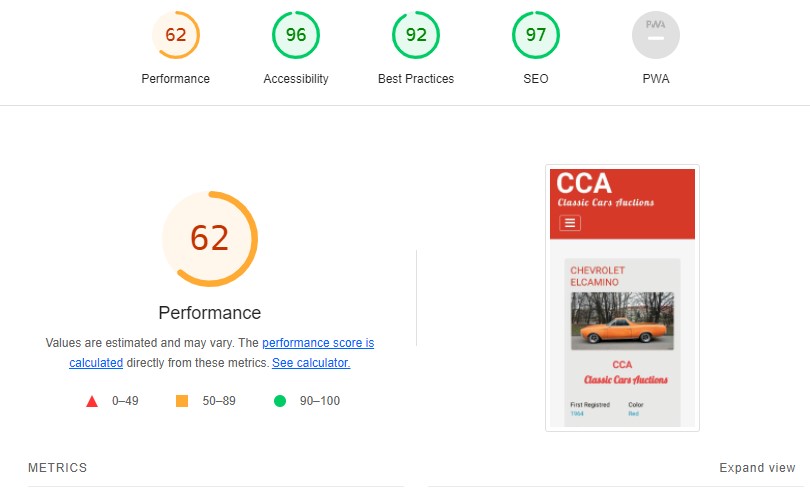 62
96
92
97
PWA
Performance
Accessibility
Best Practices
SEO
PWA
62
Performance
Values are estimated and may vary. The performance score is
calculated directly from these metrics. See calculator.
0–49
50–89
90–100
CCA
Classic Cars Auctions
CHEVROLET
ELCAMINO
CCA
Classic Cars Auctions
First Registred Color
1964 Red
METRICS
Expand view